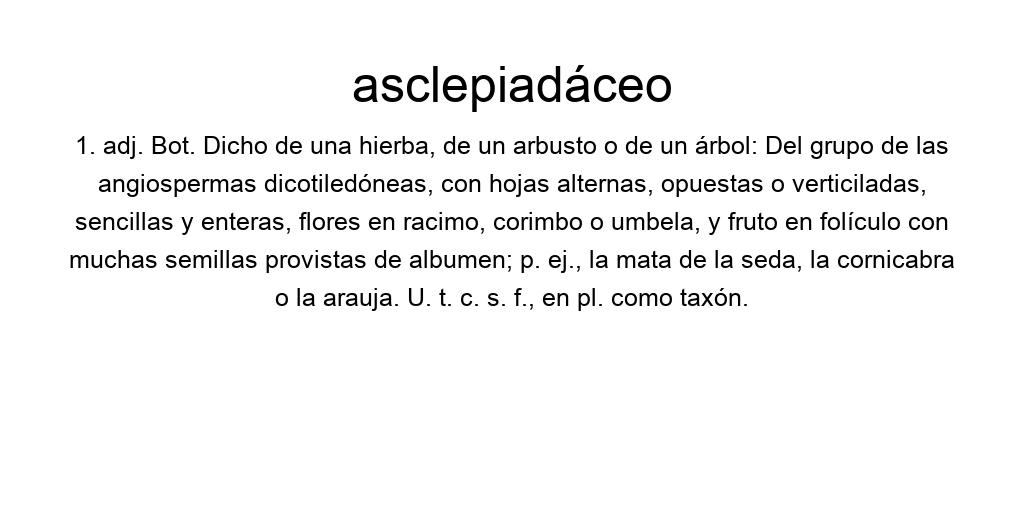 asclepiadáceo
1. adj. Bot. Dicho de una hierba, de un arbusto o de un árbol: Del grupo de las
angiospermas dicotiledóneas, con hojas alternas, opuestas o verticiladas,
sencillas y enteras, flores en racimo, corimbo o umbela, y fruto en folículo con
muchas semillas provistas de albumen; p. ej., la mata de la seda, la cornicabra
o la arauja. U. t. c. s. f., en pl. como taxón.